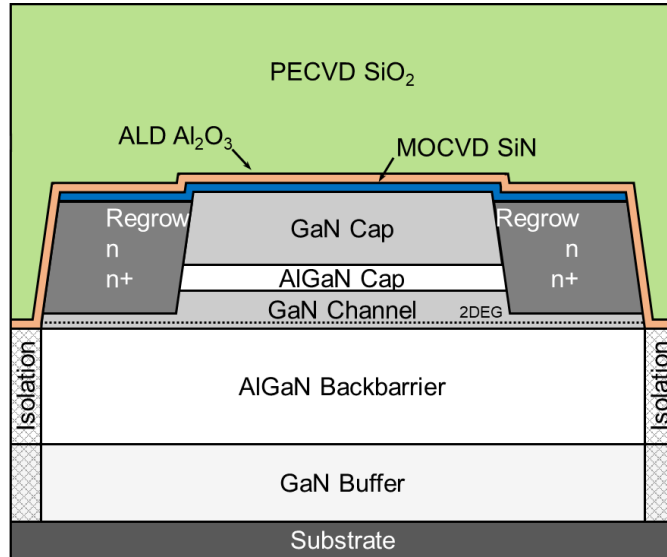 PECVD SiO₂
ALD Al₂O₃
MOCVD SiN
Regrow
n
n+
GaN Cap
Regrow
n
n+
AlGaN Cap
GaN Channel
2DEG
Isolation
AlGaN Backbarrier
Isolation
GaN Buffer
Substrate